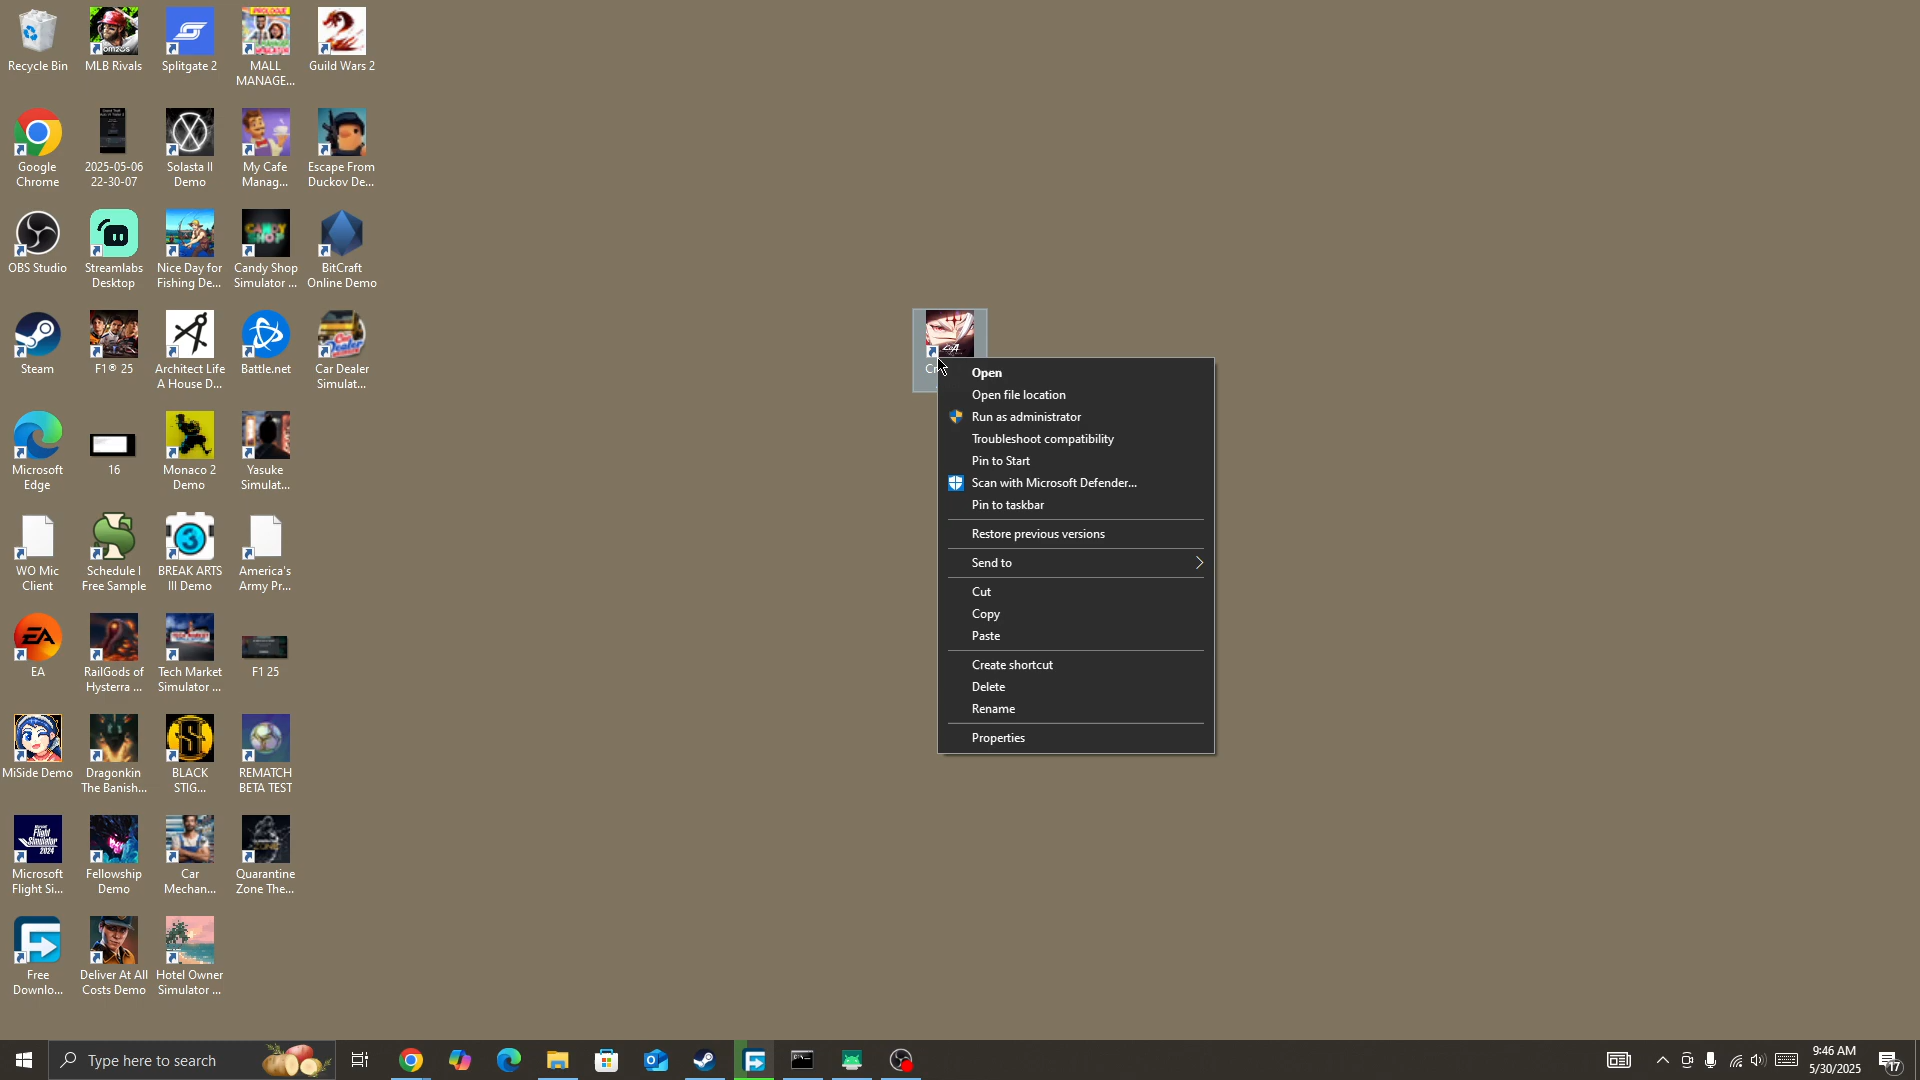 Recycle Bin
MLB Rivals
Splitgate 2
MALL
MANAGE...
Guild Wars 2
Google
Chrome
2025-05-06
22-30-07
Solasta II
Demo
My Cafe
Manag...
Escape From
Duckov De...
OBS Studio
Streamlabs
Desktop
Nice Day for
Fishing De...
Candy Shop
Simulator ...
BitCraft
Online Demo
Steam
F1® 25
Architect Life
A House D...
Battle.net
Car Dealer
Simulat...
Microsoft
Edge
16
Monaco 2
Demo
Yasuke
Simulat...
WO Mic
Client
Schedule I
Free Sample
BREAK ARTS
III Demo
America's
Army Pr...
EA
RailGods of
Hysterra ...
Tech Market
Simulator ...
F1 25
MiSide Demo
Dragonkin
The Banish...
BLACK
STIG...
REMATCH
BETA TEST
Microsoft
Flight Si...
Fellowship
Demo
Car
Mechan...
Quarantine
Zone The...
Free
Downlo...
Deliver At All
Costs Demo
Hotel Owner
Simulator ...
Open
Open file location
Run as administrator
Troubleshoot compatibility
Pin to Start
Scan with Microsoft Defender...
Pin to taskbar
Restore previous versions
Send to
Cut
Copy
Paste
Create shortcut
Delete
Rename
Properties
Type here to search
9:46 AM
5/30/2025
17